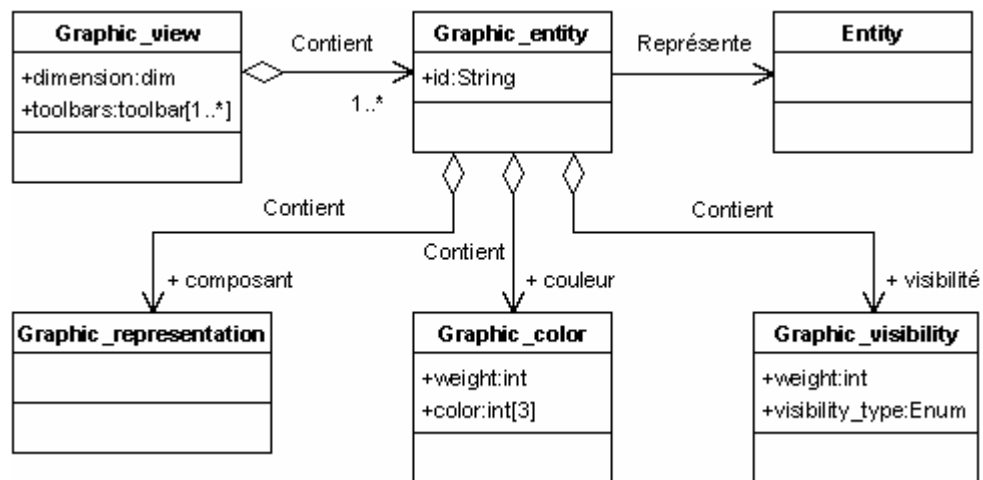 Graphic_view
+dimension:dim
+toolbars:toolbar[1..*]
Contient
1..*
Graphic_entity
+id:String
Représente
Entity
Contient
Contient
Contient
+ composant
+ couleur
+ visibilité
Graphic_representation
Graphic_color
+weight:int
+color:int[3]
Graphic_visibility
+weight:int
+visibility_type:Enum